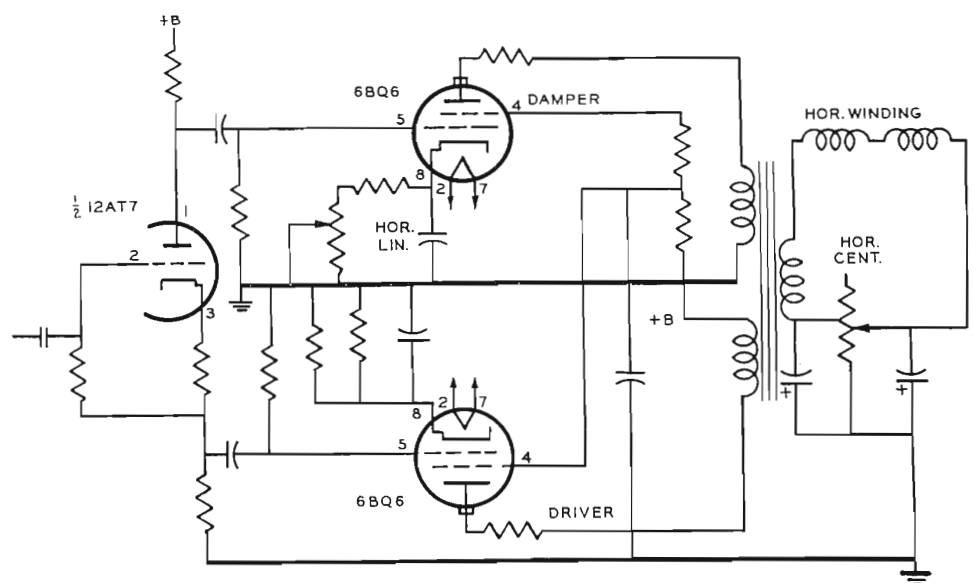 +B
6BQ6
4 DAMPER
5
HOR. WINDING
8
2
7
½ 12AT7
1
2
3
HOR.
LIN.
HOR.
CENT.
+B
+
+
2
7
8
5
4
6BQ6
DRIVER